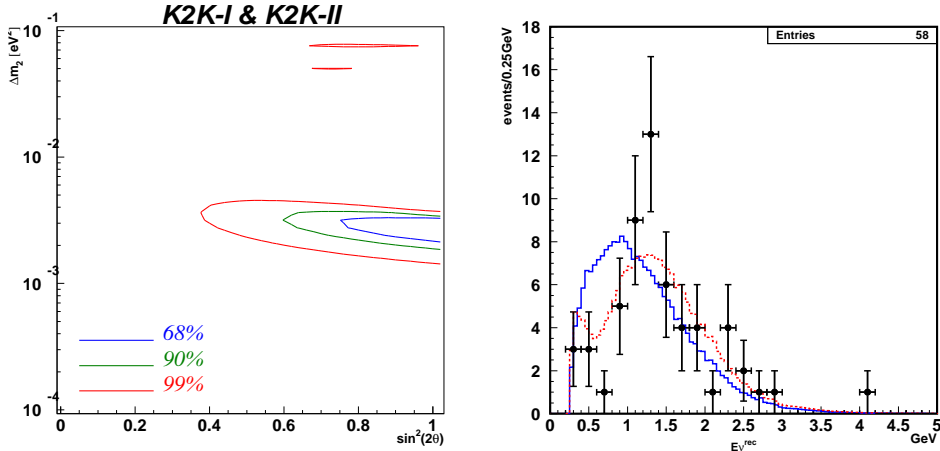 K2K-I & K2K-II
Δm₂ [eV²]
10⁻¹
10⁻²
10⁻³
10⁻⁴
68%
90%
99%
0 0.2 0.4 0.6 0.8 1
sin²(2θ)
Entries 58
events/0.25GeV
18
16
14
12
10
8
6
4
2
0
0 0.5 1 1.5 2 2.5 3 3.5 4 4.5 5
Eν^rec
GeV